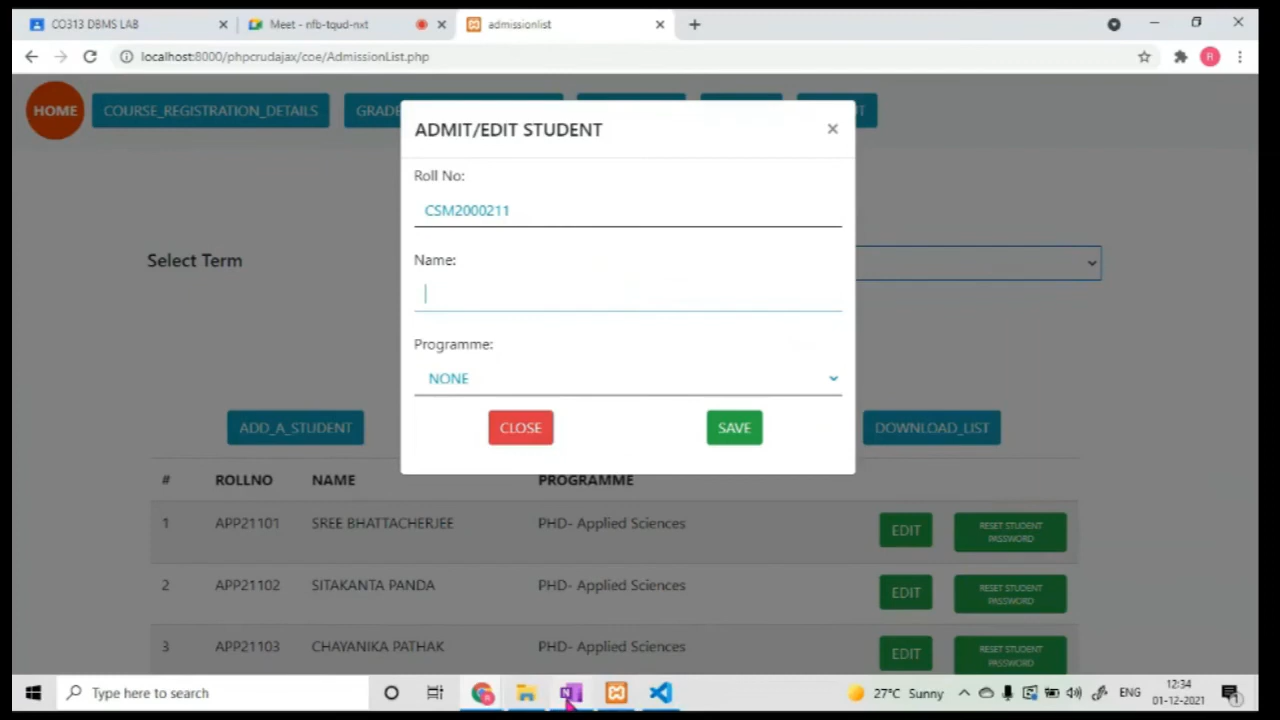 CO313 DBMS LAB
Meet - nfb-tqud-nxt
admissionlist
localhost:8000/phpcrudajax/coe/AdmissionList.php
R
HOME
COURSE_REGISTRATION_DETAILS
ADMIT/EDIT STUDENT
Roll No:
CSM2000211
Select Term
Name:
Programme:
NONE
CLOSE
SAVE
ADD_A_STUDENT
DOWNLOAD_LIST
# ROLLNO NAME PROGRAMME
1 APP21101 SREE BHATTACHERJEE PHD- Applied Sciences EDIT RESET STUDENT PASSWORD
2 APP21102 SITAKANTA PANDA PHD- Applied Sciences EDIT RESET STUDENT PASSWORD
3 APP21103 CHAYANIKA PATHAK PHD- Applied Sciences EDIT RESET STUDENT PASSWORD
Type here to search
27°C Sunny
ENG
12:34
01-12-2021